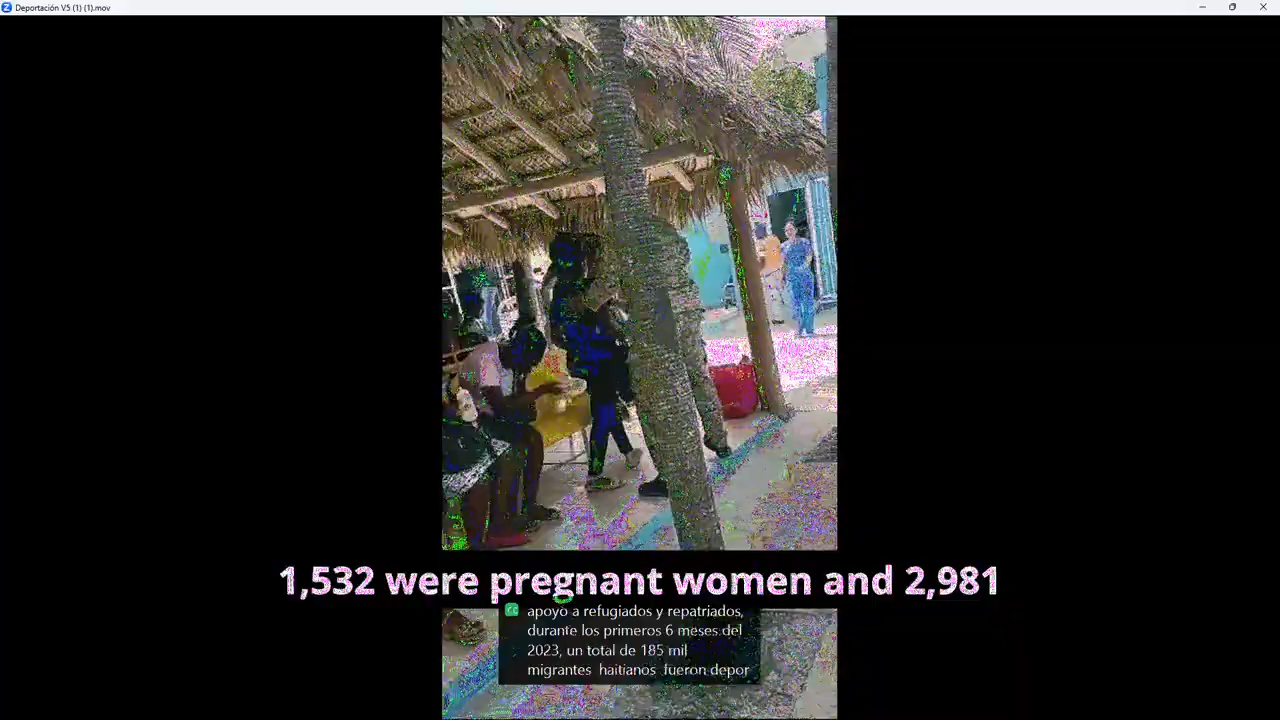 Deportación V5 (1) (1).mov
1,532 were pregnant women and 2,981
CC
apoyo a refugiados y repatriados,
durante los primeros 6 meses del
2023, un total de 185 mil
migrantes haitianos fueron depor